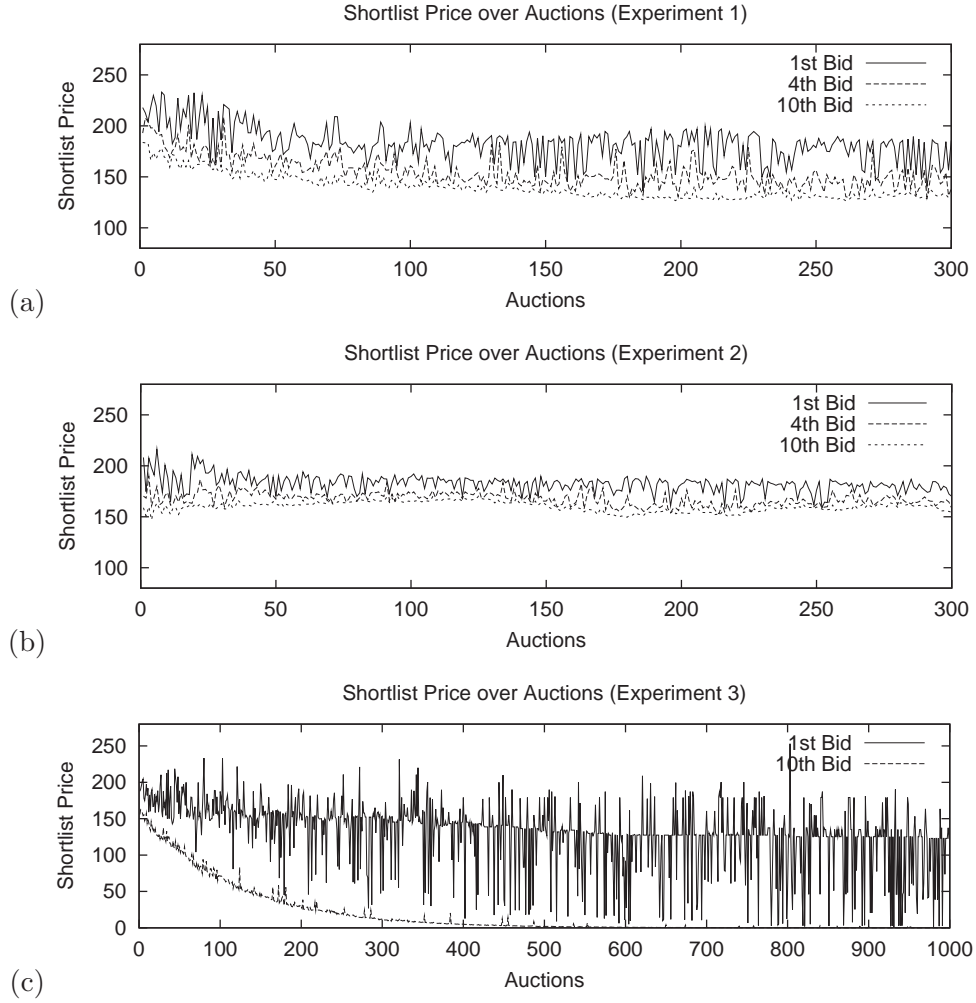 Shortlist Price over Auctions (Experiment 1)
250
200
150
100
Shortlist Price
1st Bid
4th Bid
10th Bid
0 50 100 150 200 250 300
Auctions
(a)
Shortlist Price over Auctions (Experiment 2)
250
200
150
100
Shortlist Price
1st Bid
4th Bid
10th Bid
0 50 100 150 200 250 300
Auctions
(b)
Shortlist Price over Auctions (Experiment 3)
250
200
150
100
50
0
Shortlist Price
1st Bid
10th Bid
0 100 200 300 400 500 600 700 800 900 1000
Auctions
(c)